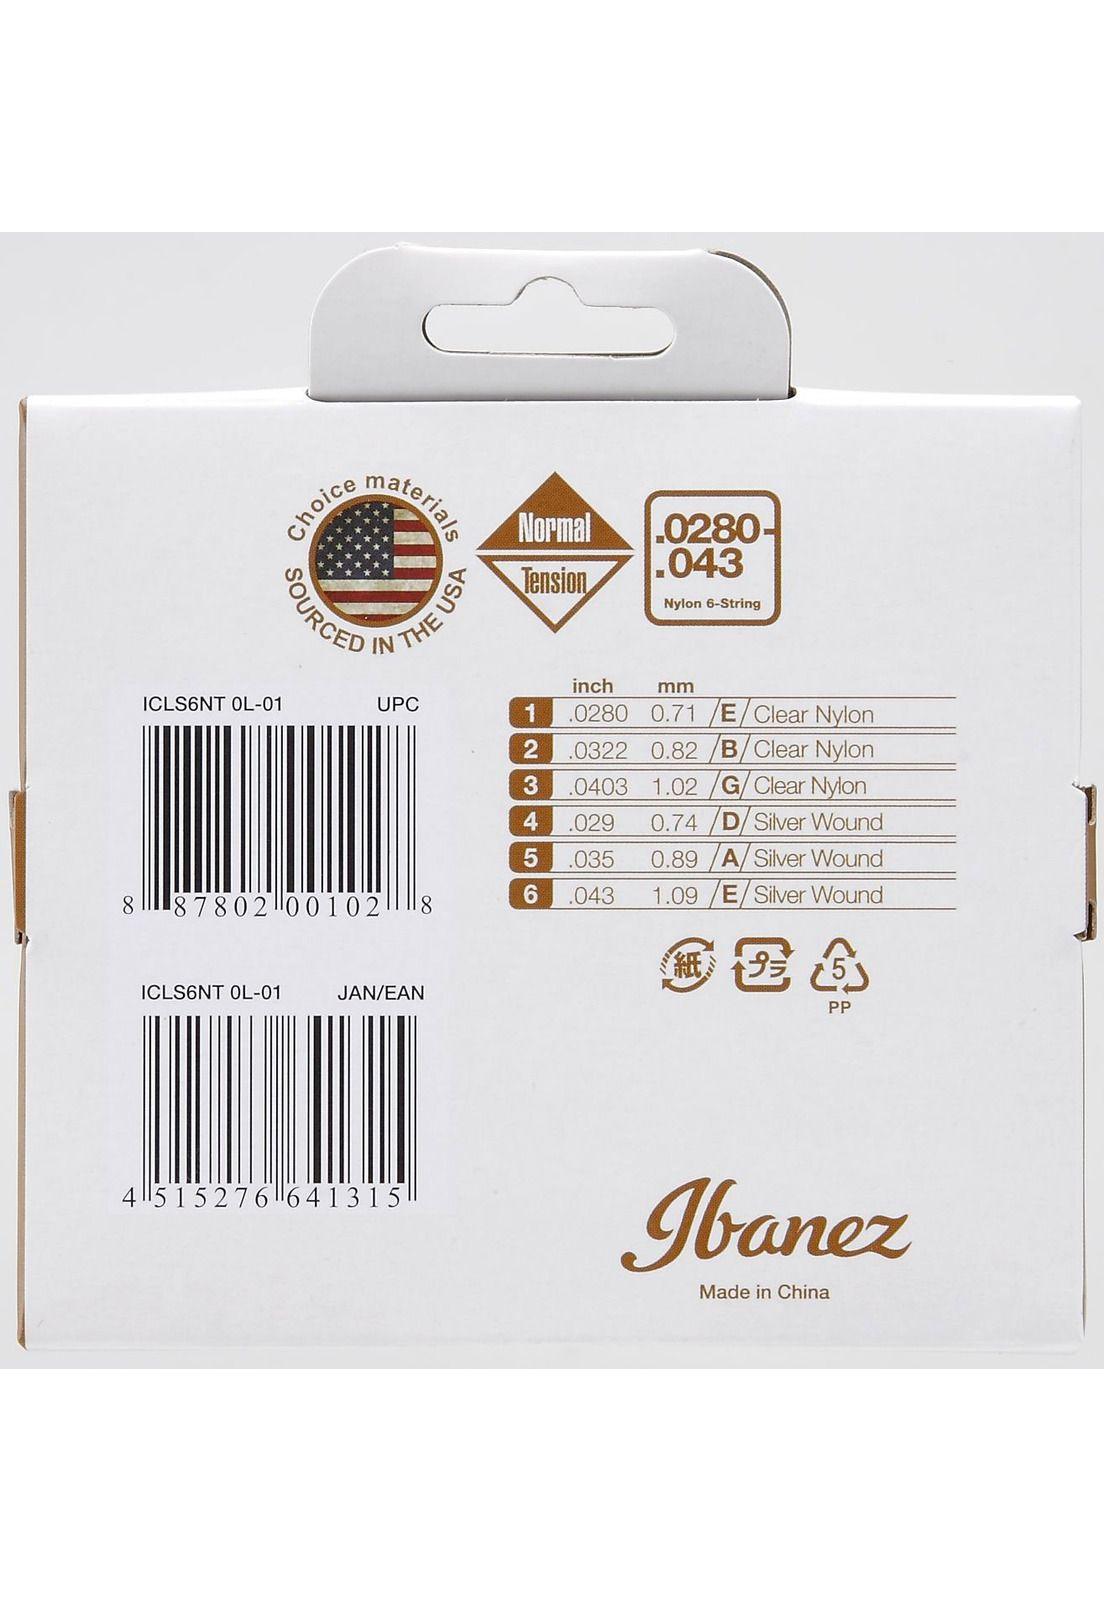 Choice materials
SOURCED IN THE USA
Normal
Tension
.0280-
.043
Nylon 6-String
ICLS6NT 0L-01 UPC
8 87802 00102 8
ICLS6NT 0L-01 JAN/EAN
4 515276 641315
inch mm
1 .0280 0.71 /E/ Clear Nylon
2 .0322 0.82 /B/ Clear Nylon
3 .0403 1.02 /G/ Clear Nylon
4 .029 0.74 /D/ Silver Wound
5 .035 0.89 /A/ Silver Wound
6 .043 1.09 /E/ Silver Wound
紙 プラ 5
PP
Ibanez
Made in China